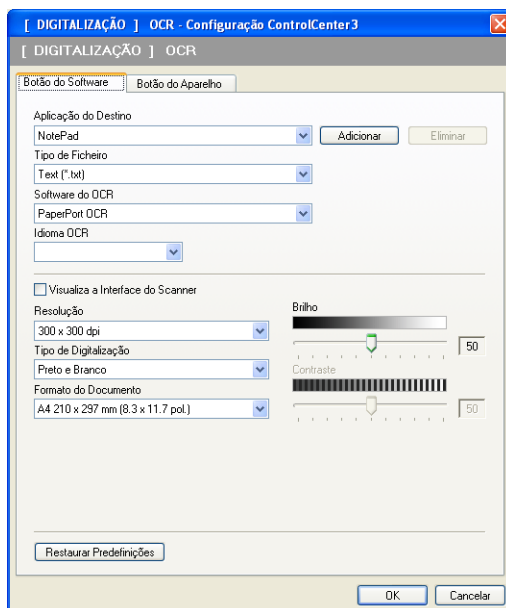 [ DIGITALIZAÇÃO ] OCR - Configuração ControlCenter3
[ DIGITALIZAÇÃO ] OCR
Botão do Software Botão do Aparelho
Aplicação do Destino
NotePad Adicionar Eliminar
Tipo de Ficheiro
Text (*.txt)
Software do OCR
PaperPort OCR
Idioma OCR
Visualiza a Interface do Scanner
Resolução Brilho
300 x 300 dpi 50
Tipo de Digitalização
Preto e Branco Contraste
Formato do Documento
A4 210 x 297 mm (8.3 x 11.7 pol.) 50
Restaurar Predefinições
OK Cancelar